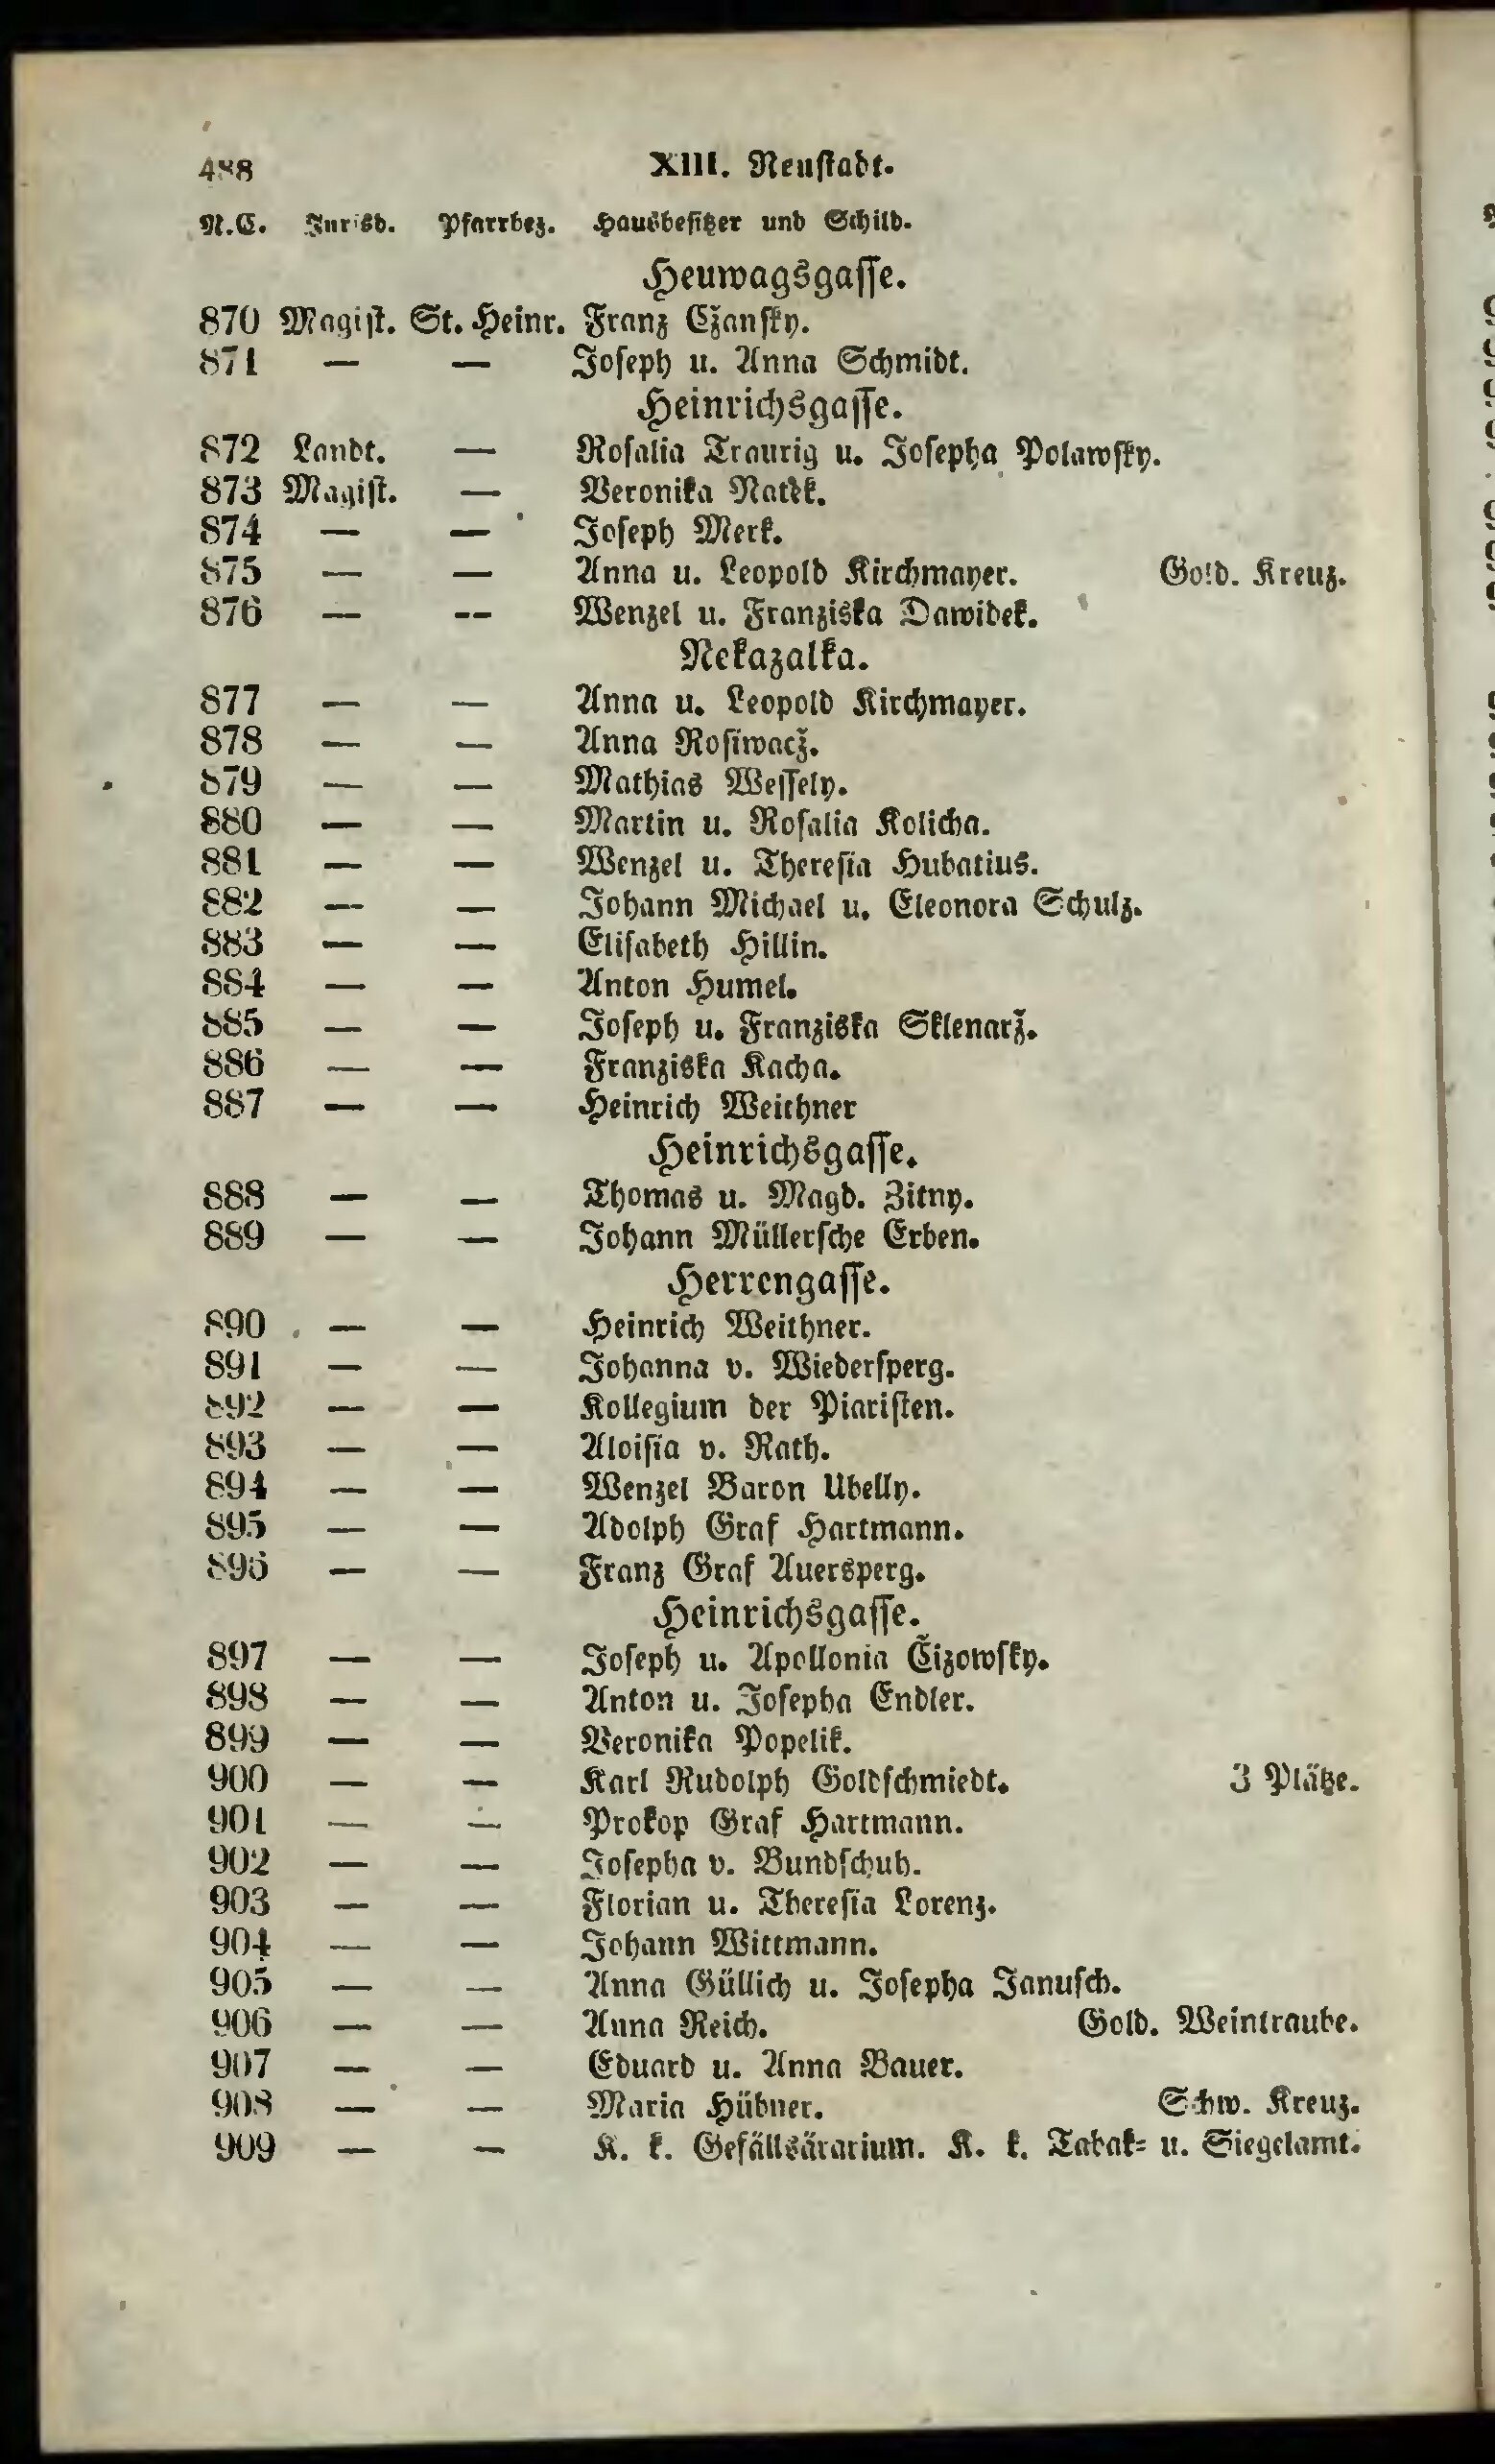 488 XIII. Neustadt.
N.C. Jurisd. Pfarrbez. Hausbesitzer und Schild.
Heuwagsgasse.
870 Magist. St. Heinr. Franz Cžansky.
871 — — Joseph u. Anna Schmidt.
Heinrichsgasse.
872 Landt. — Rosalia Traurig u. Josepha Polawsky.
873 Magist. — Veronika
874 — — Joseph Merk.
875 — — Anna u. Leopold Kirchmayer. Gold. Kreuz.
876 — — Wenzel u. Franziska Dawidek.
Nekazalka.
877 — — Anna u. Leopold Kirchmayer.
878 — — Anna Rosiwacž.
879 — — Mathias Wessely.
880 — — Martin u. Rosalia Kolicha.
881 — — Wenzel u. Theresia Hubatius.
882 — — Johann Michael u. Eleonora Schulz.
883 — — Elisabeth Hillin.
884 — — Anton Humel.
885 — — Joseph u. Franziska Sklenarž.
886 — — Franziska Kacha.
887 — — Heinrich Weithner
Heinrichsgasse.
888 — — Thomas u. Magd. Zitny.
889 — — Johann Müllersche Erben.
Herrengasse.
890 — — Heinrich Weithner.
891 — — Johanna v. Wiedersperg.
892 — — Kollegium der Piaristen.
893 — — Aloisia v. Rath.
894 — — Wenzel Baron Ubelly.
895 — — Adolph Graf Hartmann.
896 — — Franz Graf Auersperg.
Heinrichsgasse.
897 — — Joseph u. Apollonia Čizowsky.
898 — — Anton u. Josepha Endler.
899 — — Veronika Popelik.
900 — — Karl Rudolph Goldschmiedt. 3 Plätze.
901 — — Prokop Graf Hartmann.
902 — — Josepha v. Bundschuh.
903 — — Florian u. Theresia Lorenz.
904 — — Johann Wittmann.
905 — — Anna Güllich u. Josepha Janusch.
906 — — Anna Reich. Gold. Weintraube.
907 — — Eduard u. Anna Bauer.
908 — — Maria Hübner. Schw. Kreuz.
909 — — K. k. Gefällsärarium. K. k. Tabak- u. Siegelamt.